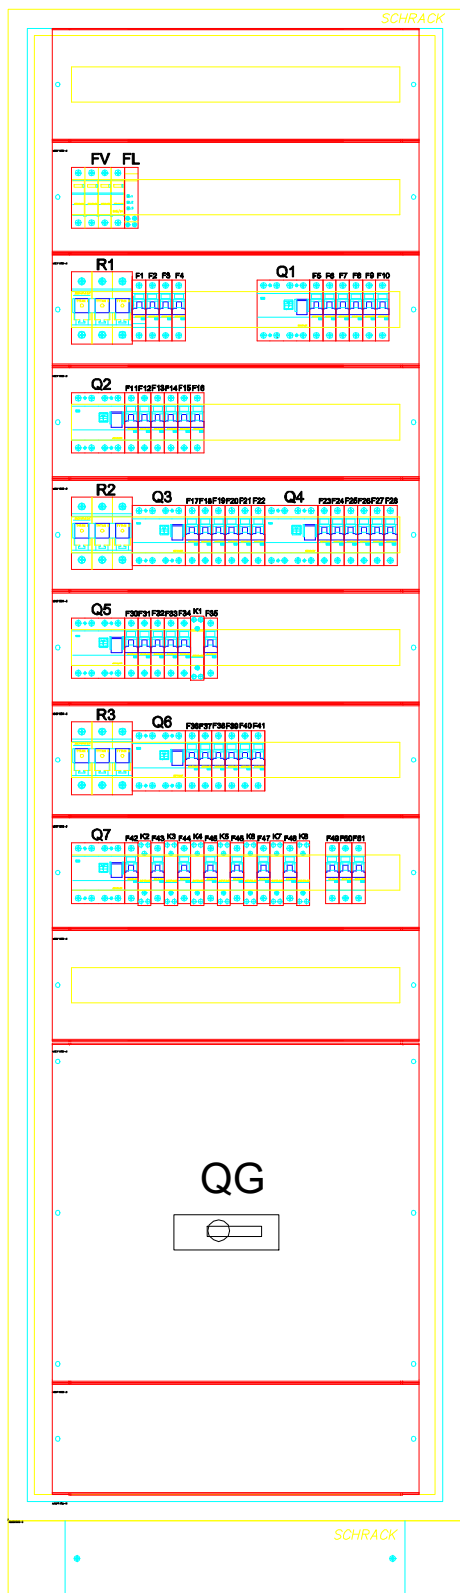 SCHRACK
FV FL
R1 Q1
F1 F2 F3 F4 F5 F6 F7 F8 F9 F10
Q2
F11 F12 F13 F14 F15 F16
R2 Q3 Q4
F17 F18 F19 F20 F21 F22 F23 F24 F25 F26 F27 F28
Q5
F30 F31 F32 F33 F34 K1 F35
R3 Q6
F36 F37 F38 F39 F40 F41
Q7
F42 K2 F43 K3 F44 K4 F45 K5 F46 K6 F47 K7 F48 K8 F49 F50 F51
QG
SCHRACK